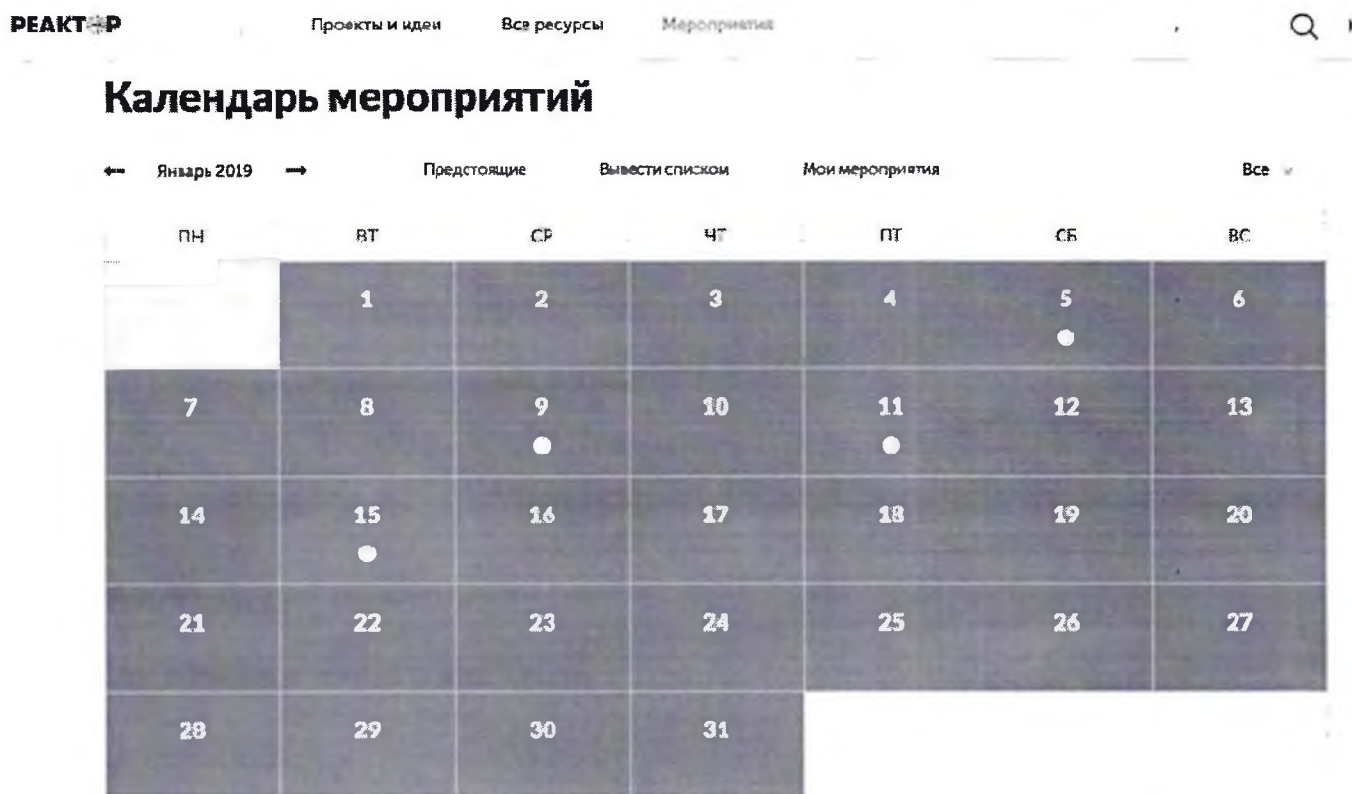 РЕАКТ Р Проекты и идеи Все ресурсы Мероприятия
Календарь мероприятий
← Январь 2019 → Предстоящие Вывести списком Мои мероприятия Все
ПН ВТ СР ЧТ ПТ СБ ВС
1 2 3 4 5 6
7 8 9 10 11 12 13
14 15 16 17 18 19 20
21 22 23 24 25 26 27
28 29 30 31